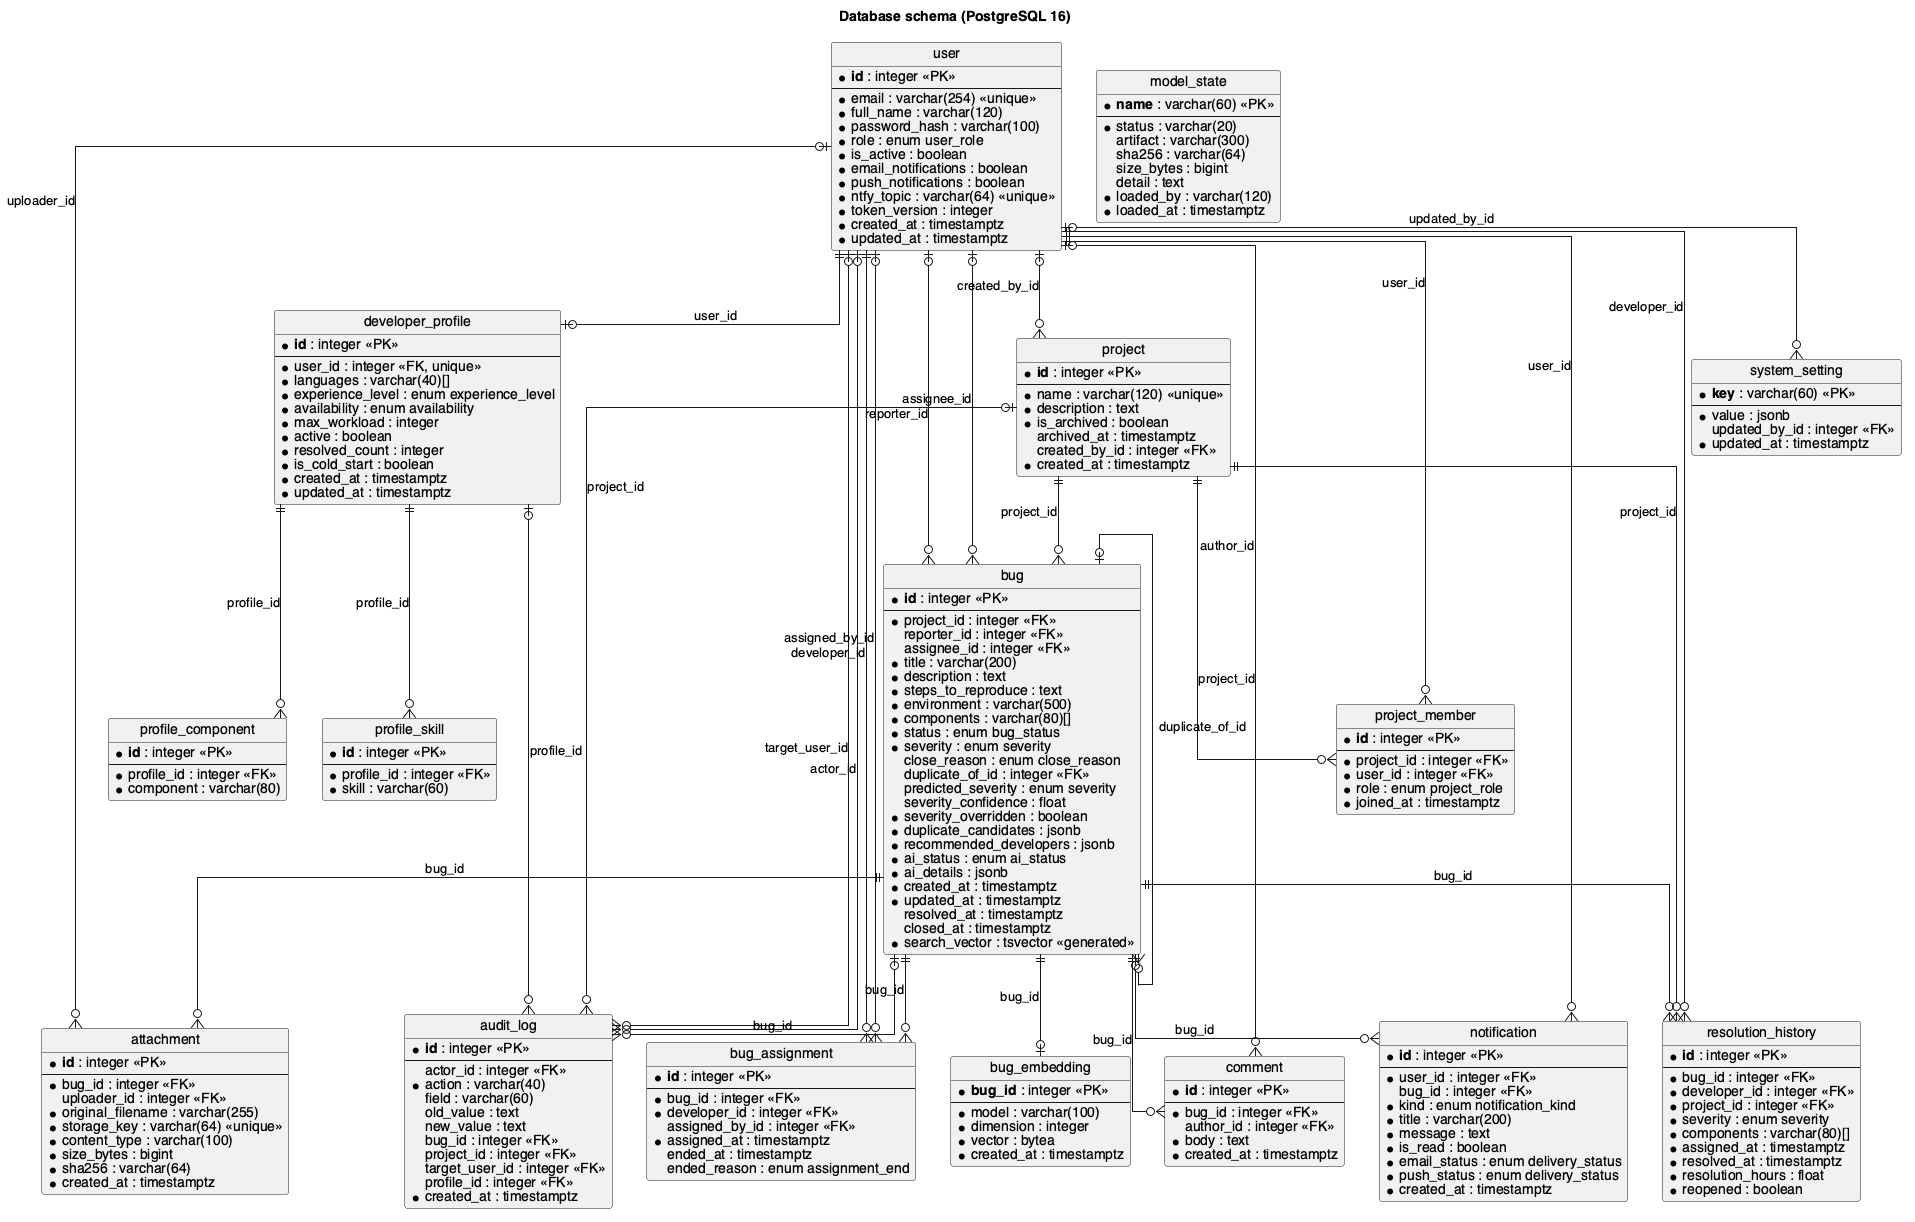 Database schema (PostgreSQL 16)
user
id : integer «PK»
email : varchar(254) «unique»
full_name : varchar(120)
password_hash : varchar(100)
role : enum user_role
is_active : boolean
email_notifications : boolean
push_notifications : boolean
ntfy_topic : varchar(64) «unique»
token_version : integer
created_at : timestamptz
updated_at : timestamptz
model_state
name : varchar(60) «PK»
status : varchar(20)
artifact : varchar(300)
sha256 : varchar(64)
size_bytes : bigint
detail : text
loaded_by : varchar(120)
loaded_at : timestamptz
uploader_id
updated_by_id
user_id
created_by_id
user_id
developer_id
user_id
developer_profile
id : integer «PK»
user_id : integer «FK, unique»
languages : varchar(40)[]
experience_level : enum experience_level
availability : enum availability
max_workload : integer
active : boolean
resolved_count : integer
is_cold_start : boolean
created_at : timestamptz
updated_at : timestamptz
project
id : integer «PK»
name : varchar(120) «unique»
description : text
is_archived : boolean
archived_at : timestamptz
created_by_id : integer «FK»
created_at : timestamptz
system_setting
key : varchar(60) «PK»
value : jsonb
updated_by_id : integer «FK»
updated_at : timestamptz
assignee_id
reporter_id
project_id
project_id
author_id
project_id
profile_id
profile_id
assigned_by_id
developer_id
project_id
duplicate_of_id
target_user_id
actor_id
profile_id
bug
id : integer «PK»
project_id : integer «FK»
reporter_id : integer «FK»
assignee_id : integer «FK»
title : varchar(200)
description : text
steps_to_reproduce : text
environment : varchar(500)
components : varchar(80)[]
status : enum bug_status
severity : enum severity
close_reason : enum close_reason
duplicate_of_id : integer «FK»
predicted_severity : enum severity
severity_confidence : float
severity_overridden : boolean
duplicate_candidates : jsonb
recommended_developers : jsonb
ai_status : enum ai_status
ai_details : jsonb
created_at : timestamptz
updated_at : timestamptz
resolved_at : timestamptz
closed_at : timestamptz
search_vector : tsvector «generated»
profile_component
id : integer «PK»
profile_id : integer «FK»
component : varchar(80)
profile_skill
id : integer «PK»
profile_id : integer «FK»
skill : varchar(60)
project_member
id : integer «PK»
project_id : integer «FK»
user_id : integer «FK»
role : enum project_role
joined_at : timestamptz
bug_id
bug_id
bug_id
bug_id
bug_id
bug_id
bug_id
attachment
id : integer «PK»
bug_id : integer «FK»
uploader_id : integer «FK»
original_filename : varchar(255)
storage_key : varchar(64) «unique»
content_type : varchar(100)
size_bytes : bigint
sha256 : varchar(64)
created_at : timestamptz
audit_log
id : integer «PK»
actor_id : integer «FK»
action : varchar(40)
field : varchar(60)
old_value : text
new_value : text
bug_id : integer «FK»
project_id : integer «FK»
target_user_id : integer «FK»
profile_id : integer «FK»
created_at : timestamptz
bug_assignment
id : integer «PK»
bug_id : integer «FK»
developer_id : integer «FK»
assigned_by_id : integer «FK»
assigned_at : timestamptz
ended_at : timestamptz
ended_reason : enum assignment_end
bug_embedding
bug_id : integer «PK»
model : varchar(100)
dimension : integer
vector : bytea
created_at : timestamptz
comment
id : integer «PK»
bug_id : integer «FK»
author_id : integer «FK»
body : text
created_at : timestamptz
notification
id : integer «PK»
user_id : integer «FK»
bug_id : integer «FK»
kind : enum notification_kind
title : varchar(200)
message : text
is_read : boolean
email_status : enum delivery_status
push_status : enum delivery_status
created_at : timestamptz
resolution_history
id : integer «PK»
bug_id : integer «FK»
developer_id : integer «FK»
project_id : integer «FK»
severity : enum severity
components : varchar(80)[]
assigned_at : timestamptz
resolved_at : timestamptz
resolution_hours : float
reopened : boolean